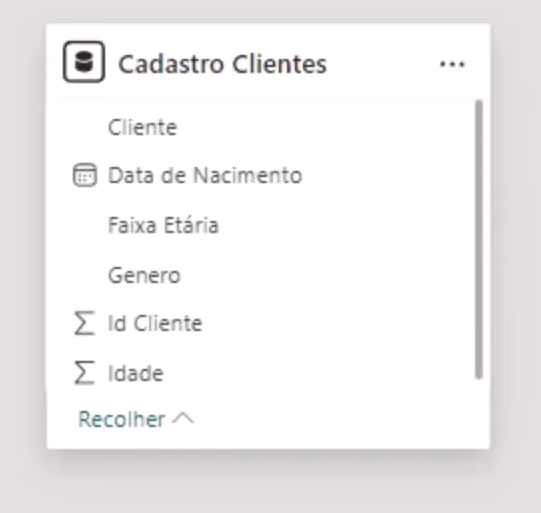 Cadastro Clientes
Cliente
Data de Nacimento
Faixa Etária
Genero
Id Cliente
Idade
Recolher